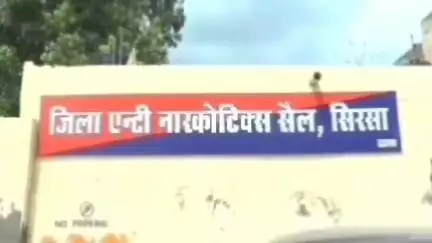 जिला एन्टी नारकोटिक्स सैल, सिरसा
NO PARKING